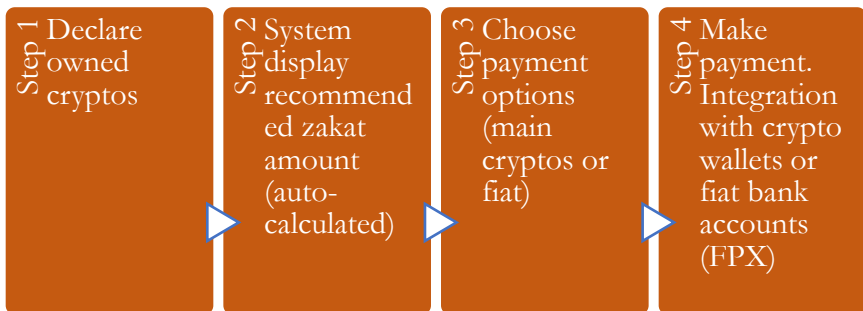 Step 1
Declare
owned
cryptos
Step 2
System
display
recommend
ed zakat
amount
(auto-
calculated)
Step 3
Choose
payment
options
(main
cryptos or
fiat)
Step 4
Make
payment.
Integration
with crypto
wallets or
fiat bank
accounts
(FPX)